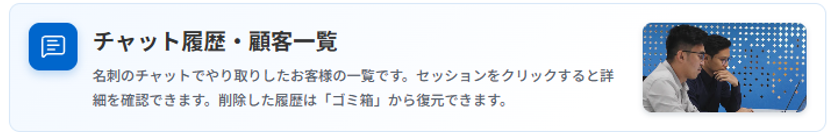 チャット履歴・顧客一覧
名刺のチャットでやり取りしたお客様の一覧です。セッションをクリックすると詳
細を確認できます。削除した履歴は「ゴミ箱」から復元できます。